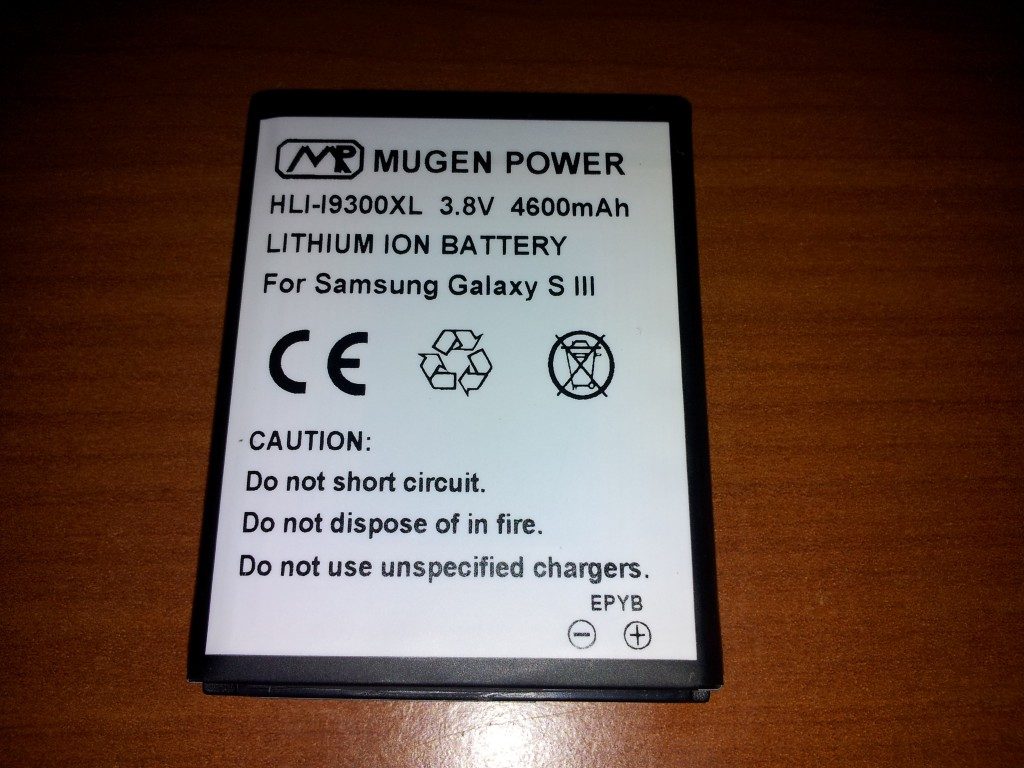 MP MUGEN POWER
HLI-I9300XL 3.8V 4600mAh
LITHIUM ION BATTERY
For Samsung Galaxy S III
CE
CAUTION:
Do not short circuit.
Do not dispose of in fire.
Do not use unspecified chargers.
EPYB
- +